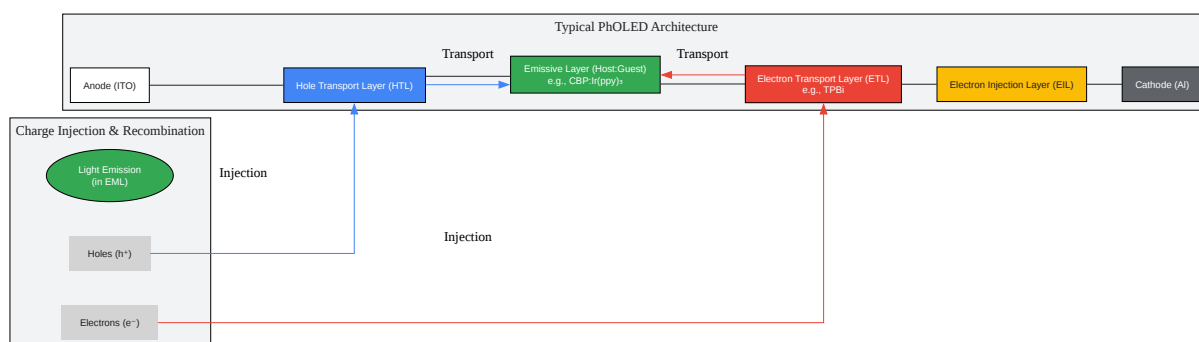 Typical PhOLED Architecture
Transport
Transport
Anode (ITO)
Hole Transport Layer (HTL)
Emissive Layer (Host:Guest)
e.g., CBP:Ir(ppy)₃
Electron Transport Layer (ETL)
e.g., TPBi
Electron Injection Layer (EIL)
Cathode (Al)
Charge Injection & Recombination
Light Emission
(in EML)
Injection
Holes (h⁺)
Injection
Electrons (e⁻)